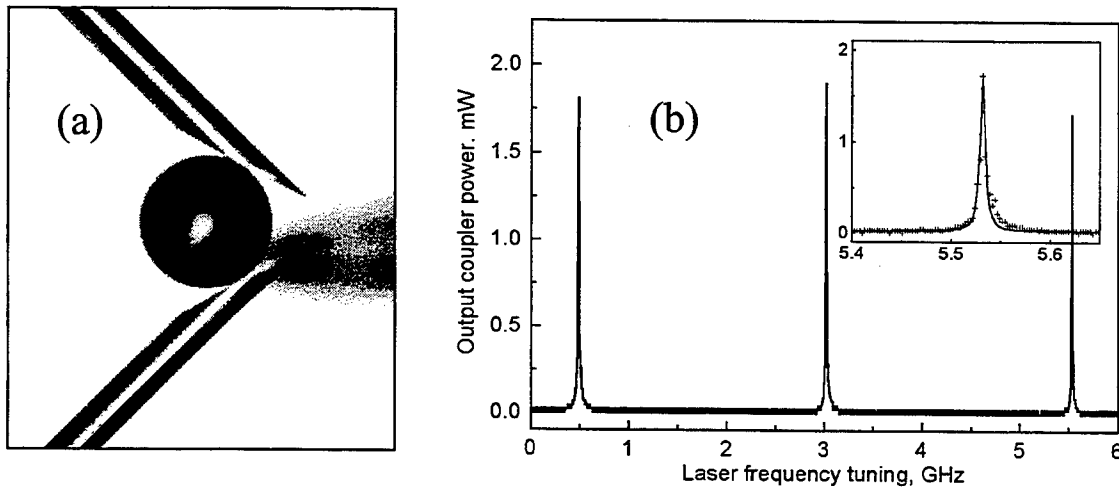 (a)
(b)
Output coupler power. mW
2.0
1.5
1.0
0.5
0.0
0 1 2 3 4 5 6
Laser frequency tuning, GHz
2
1
0
5.4 5.5 5.6